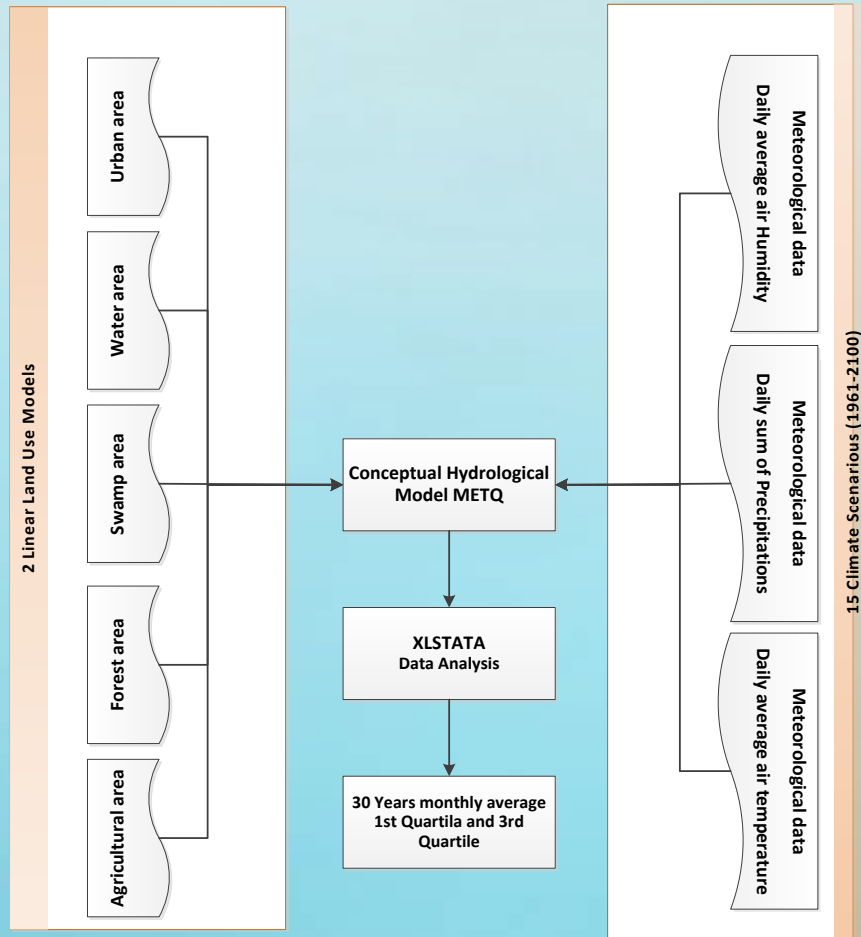 2 Linear Land Use Models
Urban area
Water area
Swamp area
Forest area
Agricultural area
Conceptual Hydrological
Model METQ
XLSTATA
Data Analysis
30 Years monthly average
1st Quartila and 3rd
Quartile
Meteorological data
Daily average air Humidity
Meteorological data
Daily sum of Precipitations
Meteorological data
Daily average air temperature
15 Climate Scenarious (1961-2100)